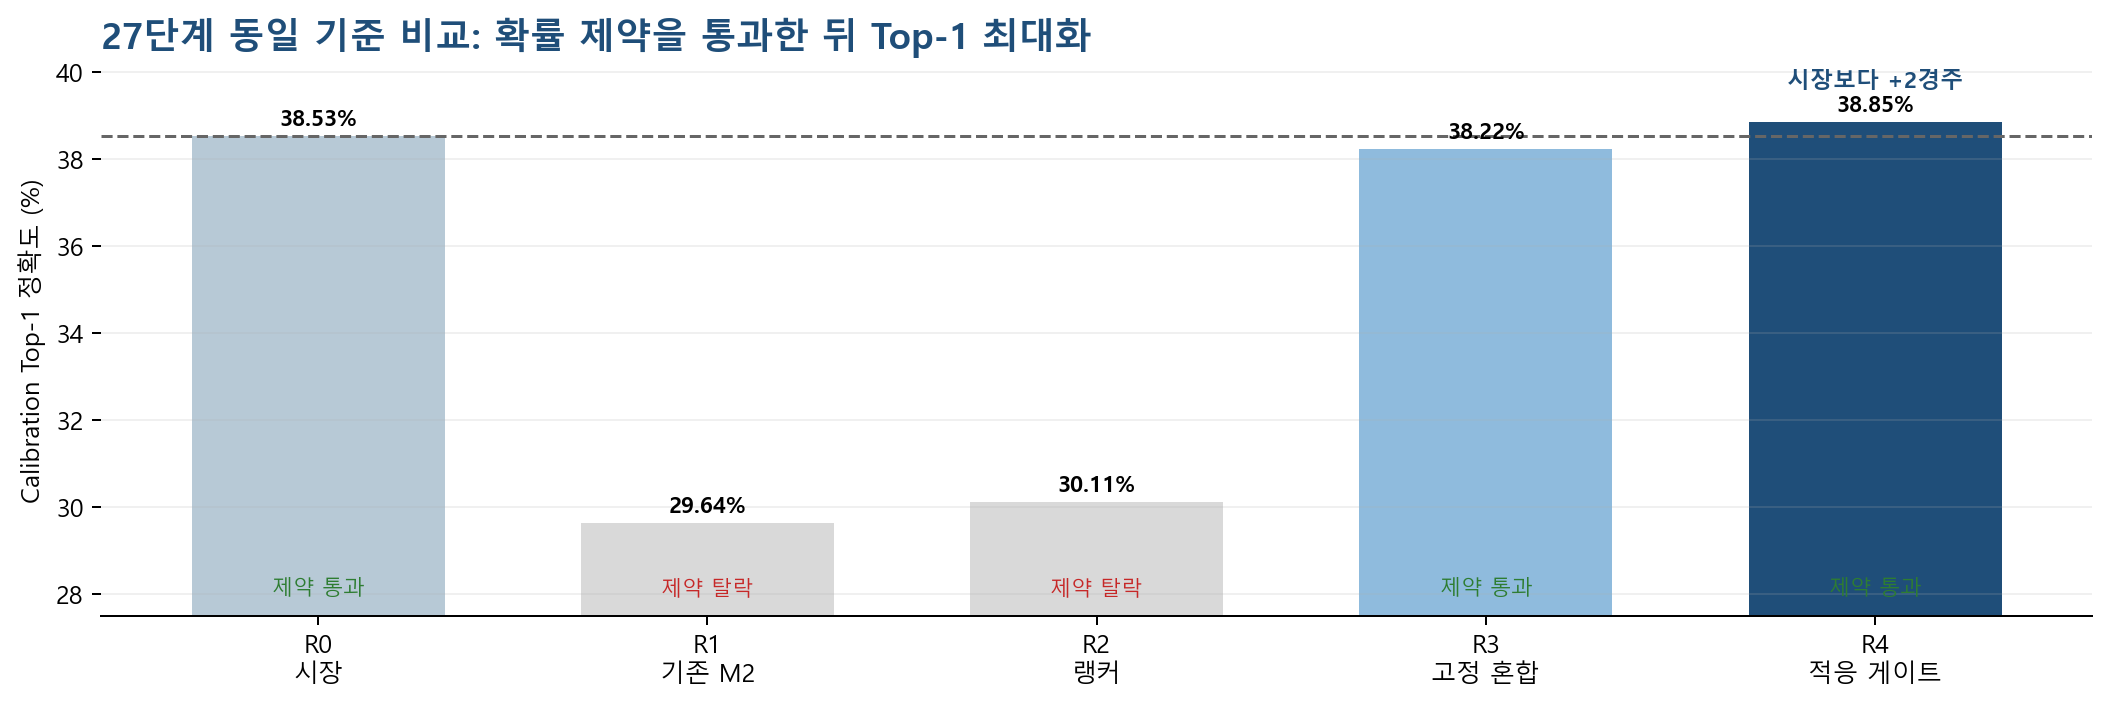 27단계 동일 기준 비교: 확률 제약을 통과한 뒤 Top-1 최대화
시장보다 +2경주
38.53%
29.64%
30.11%
38.22%
38.85%
Calibration Top-1 정확도 (%)
40
38
36
34
32
30
28
제약 통과
제약 탈락
제약 탈락
제약 통과
제약 통과
R0
시장
R1
기존 M2
R2
랭커
R3
고정 혼합
R4
적응 게이트